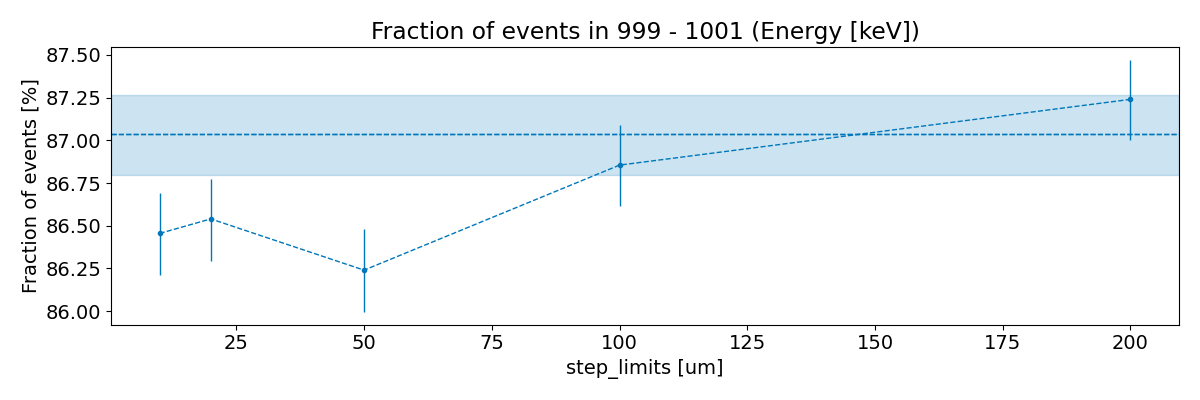 Fraction of events in 999 - 1001 (Energy [keV])
Fraction of events [%]
87.50
87.25
87.00
86.75
86.50
86.25
86.00
25 50 75 100 125 150 175 200
step_limits [um]